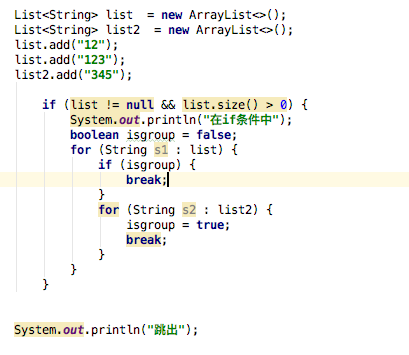 List<String> list  = new ArrayList<>();
List<String> list2  = new ArrayList<>();
list.add("12");
list.add("123");
list2.add("345");
if (list != null && list.size() > 0) {
System.out.println("在if条件中");
boolean isgroup = false;
for (String s1 : list) {
if (isgroup) {
break;
}
for (String s2 : list2) {
isgroup = true;
break;
}
}
}
System.out.println("跳出");